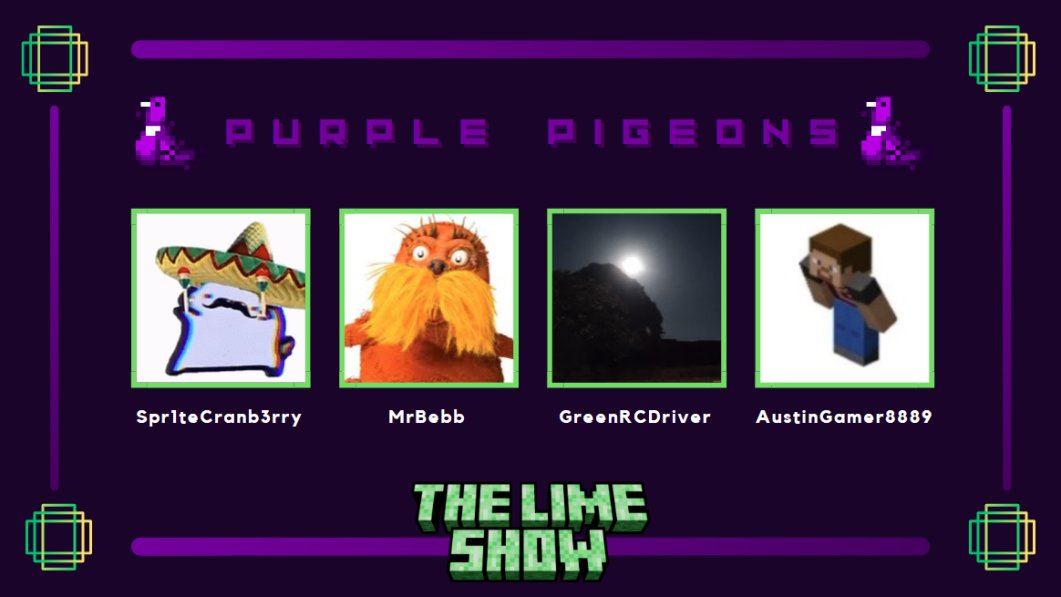 PURPLE PIGEONS
Spr1teCranb3rry
MrBebb
GreenRCDriver
AustinGamer8889
THE LIME
SHOW